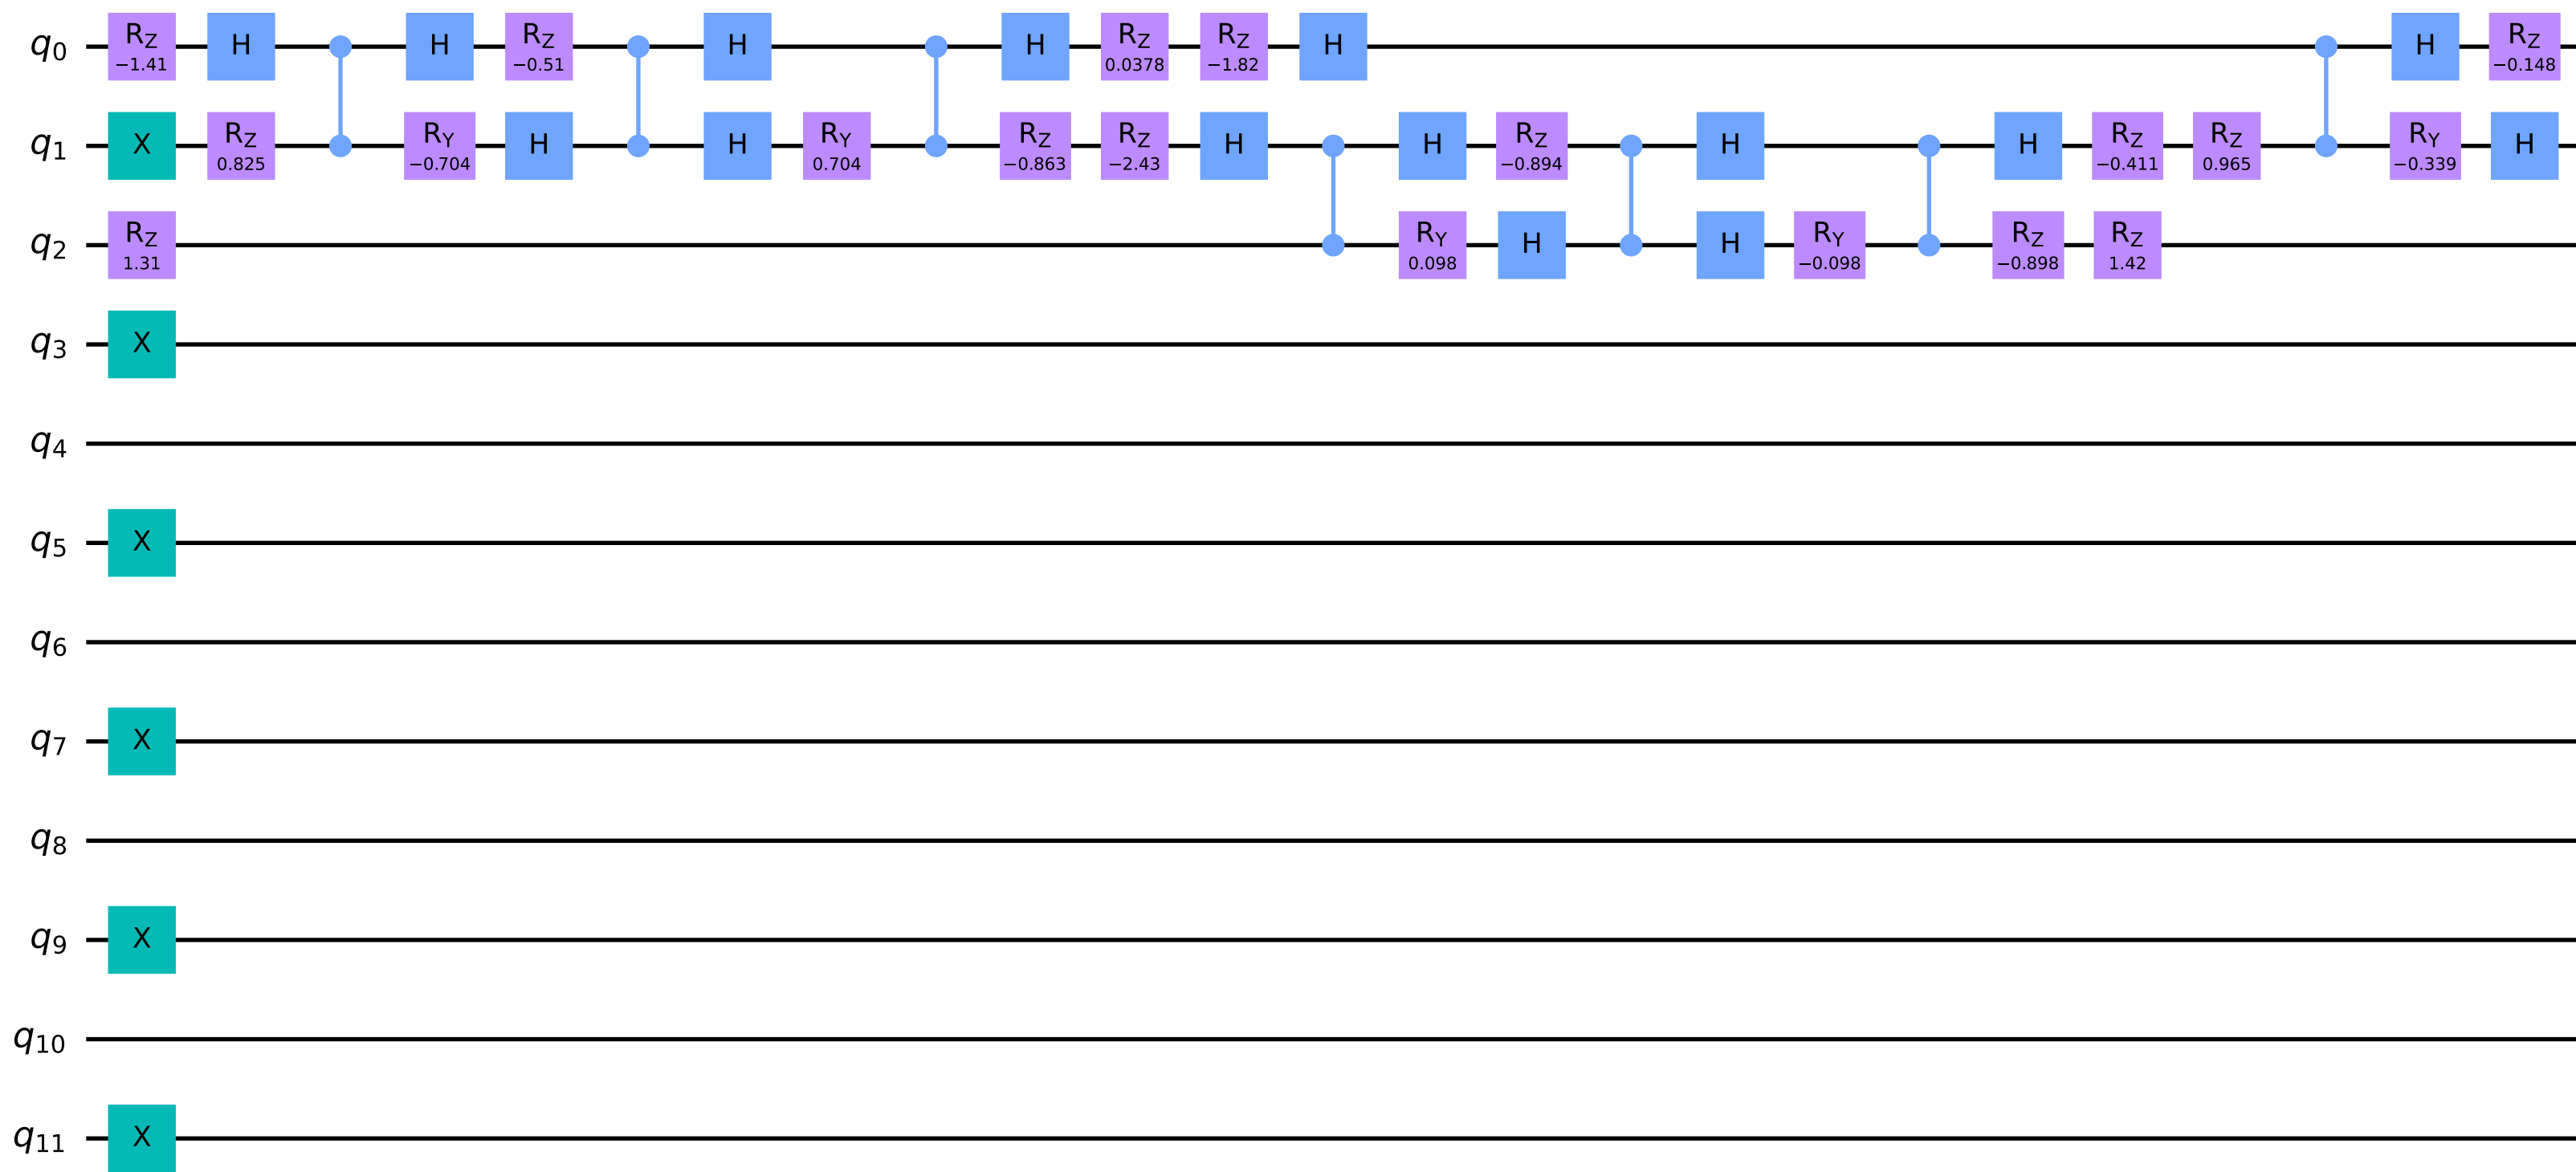 q0 RZ −1.41 H H RZ −0.51 H H RZ 0.0378 RZ −1.82 H H RZ −0.148
q1 X RZ 0.825 RY −0.704 H H RY 0.704 RZ −0.863 RZ −2.43 H H RZ −0.894 H H RZ −0.411 RZ 0.965 RY −0.339 H
q2 RZ 1.31 RY 0.098 H H RY −0.098 RZ −0.898 RZ 1.42
q3 X
q4
q5 X
q6
q7 X
q8
q9 X
q10
q11 X